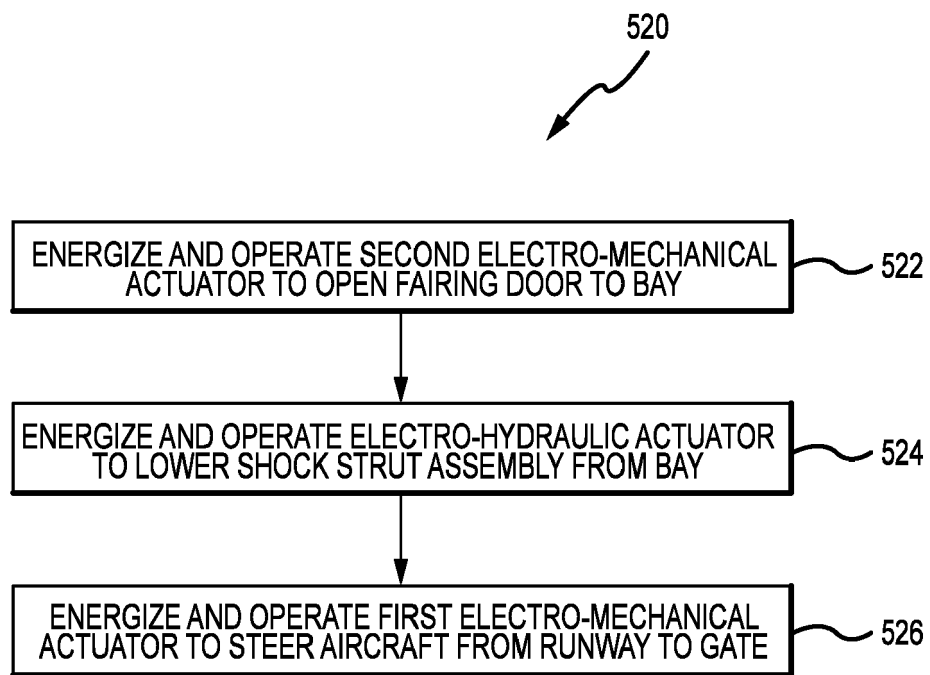 520
ENERGIZE AND OPERATE SECOND ELECTRO-MECHANICAL
ACTUATOR TO OPEN FAIRING DOOR TO BAY
522
ENERGIZE AND OPERATE ELECTRO-HYDRAULIC ACTUATOR
TO LOWER SHOCK STRUT ASSEMBLY FROM BAY
524
ENERGIZE AND OPERATE FIRST ELECTRO-MECHANICAL
ACTUATOR TO STEER AIRCRAFT FROM RUNWAY TO GATE
526